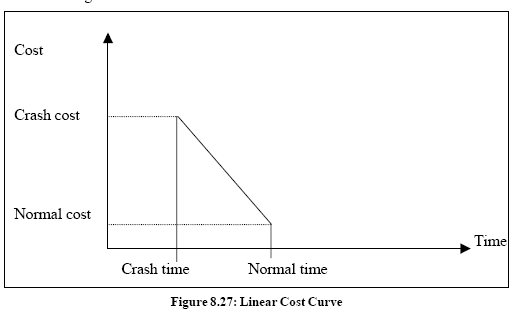 Cost
Crash cost
Normal cost
Time
Crash time Normal time
Figure 8.27: Linear Cost Curve